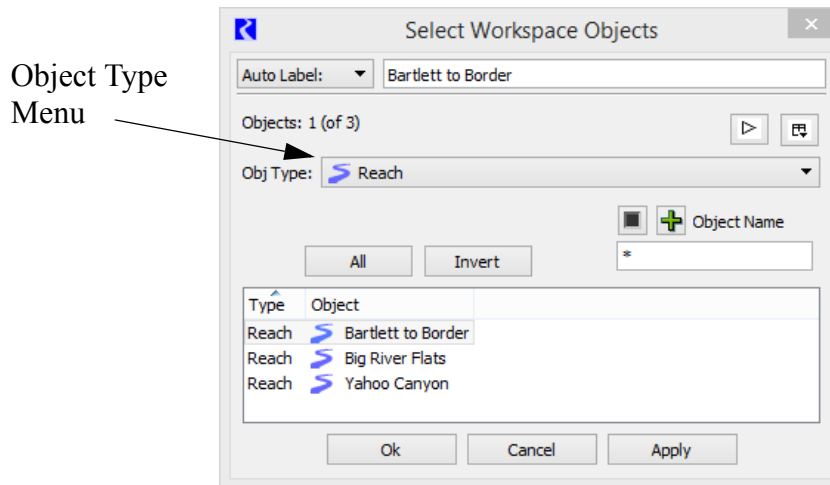 Select Workspace Objects
Object Type
Menu
Auto Label: Bartlett to Border
Objects: 1 (of 3)
Obj Type: Reach
Object Name
All Invert *
Type Object
Reach Bartlett to Border
Reach Big River Flats
Reach Yahoo Canyon
Ok Cancel Apply